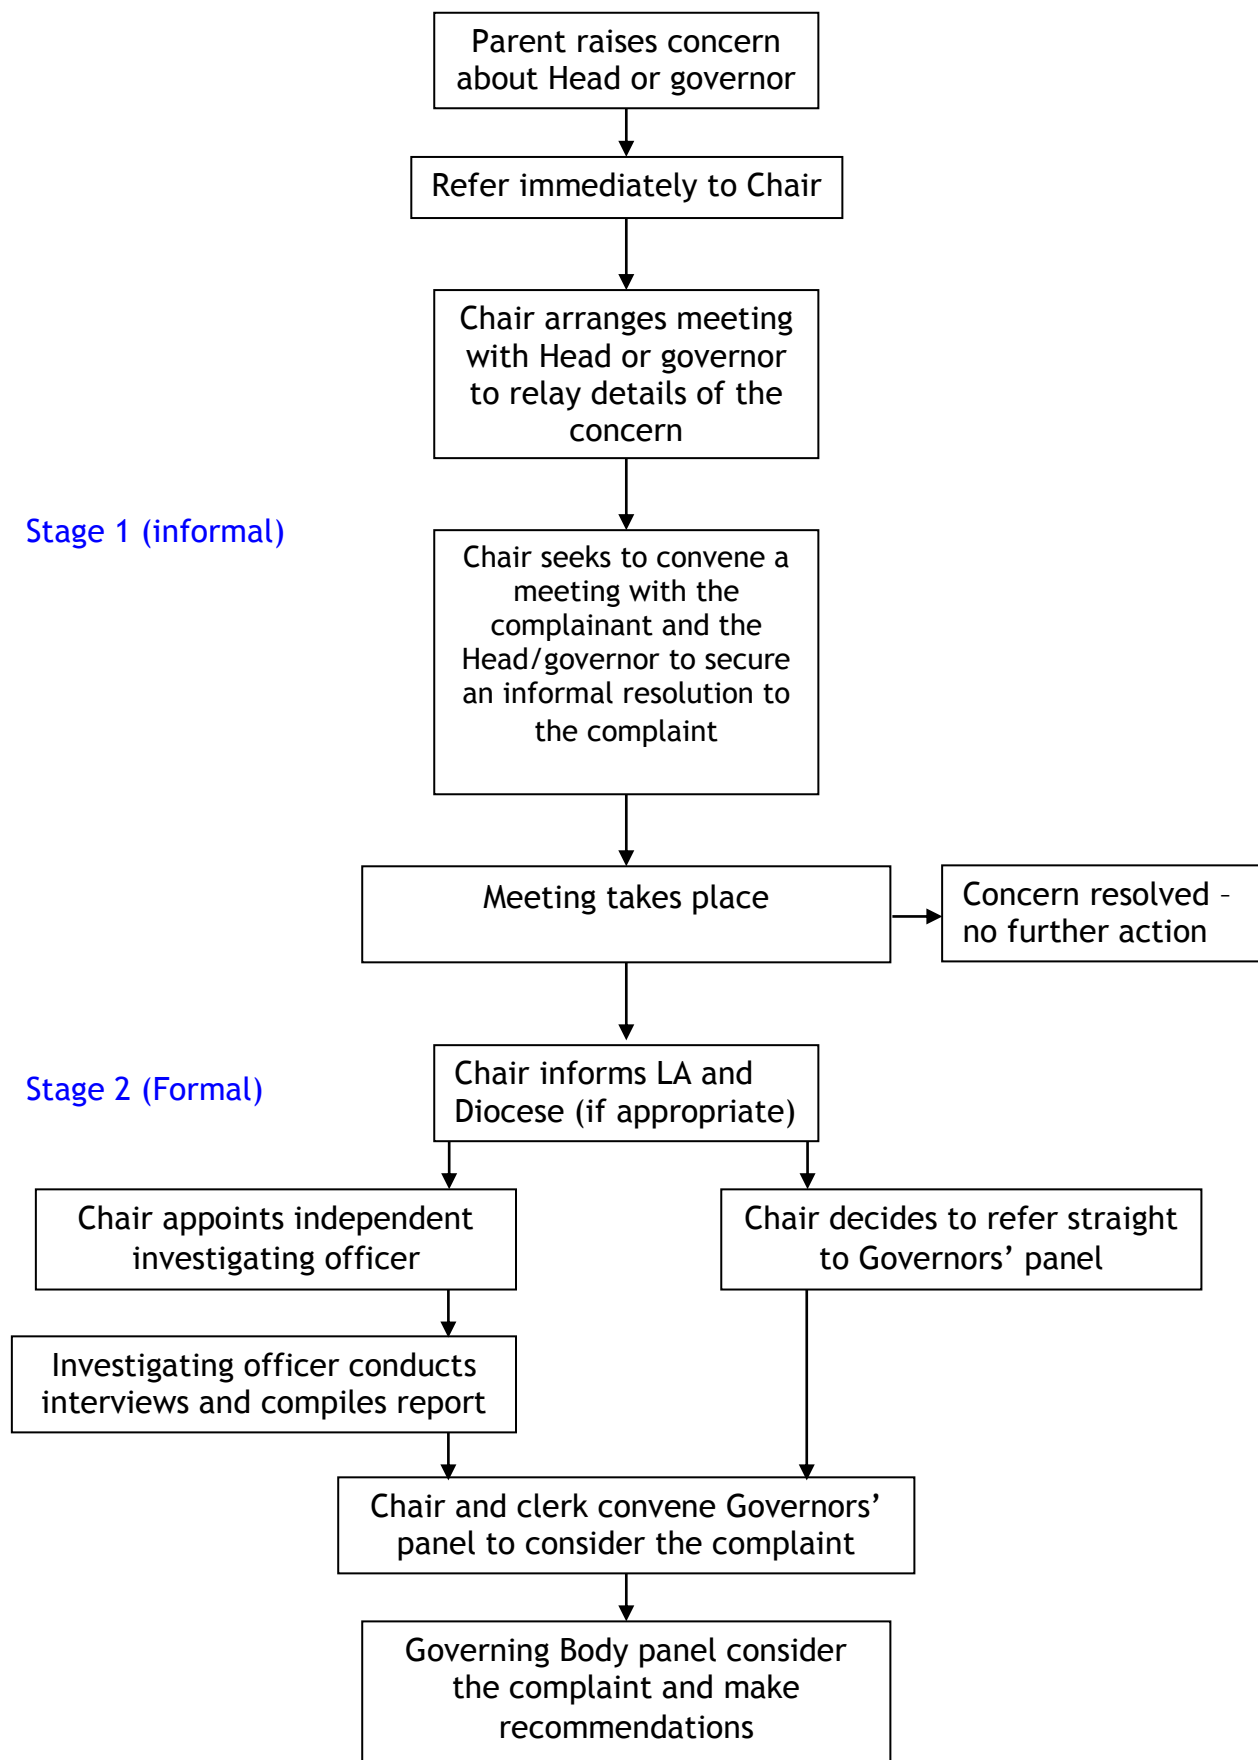 Parent raises concern
about Head or governor
Refer immediately to Chair
Chair arranges meeting
with Head or governor
to relay details of the
concern
Stage 1 (informal)
Chair seeks to convene a
meeting with the
complainant and the
Head/governor to secure
an informal resolution to
the complaint
Meeting takes place
Concern resolved –
no further action
Stage 2 (Formal)
Chair informs LA and
Diocese (if appropriate)
Chair appoints independent
investigating officer
Chair decides to refer straight
to Governors’ panel
Investigating officer conducts
interviews and compiles report
Chair and clerk convene Governors’
panel to consider the complaint
Governing Body panel consider
the complaint and make
recommendations